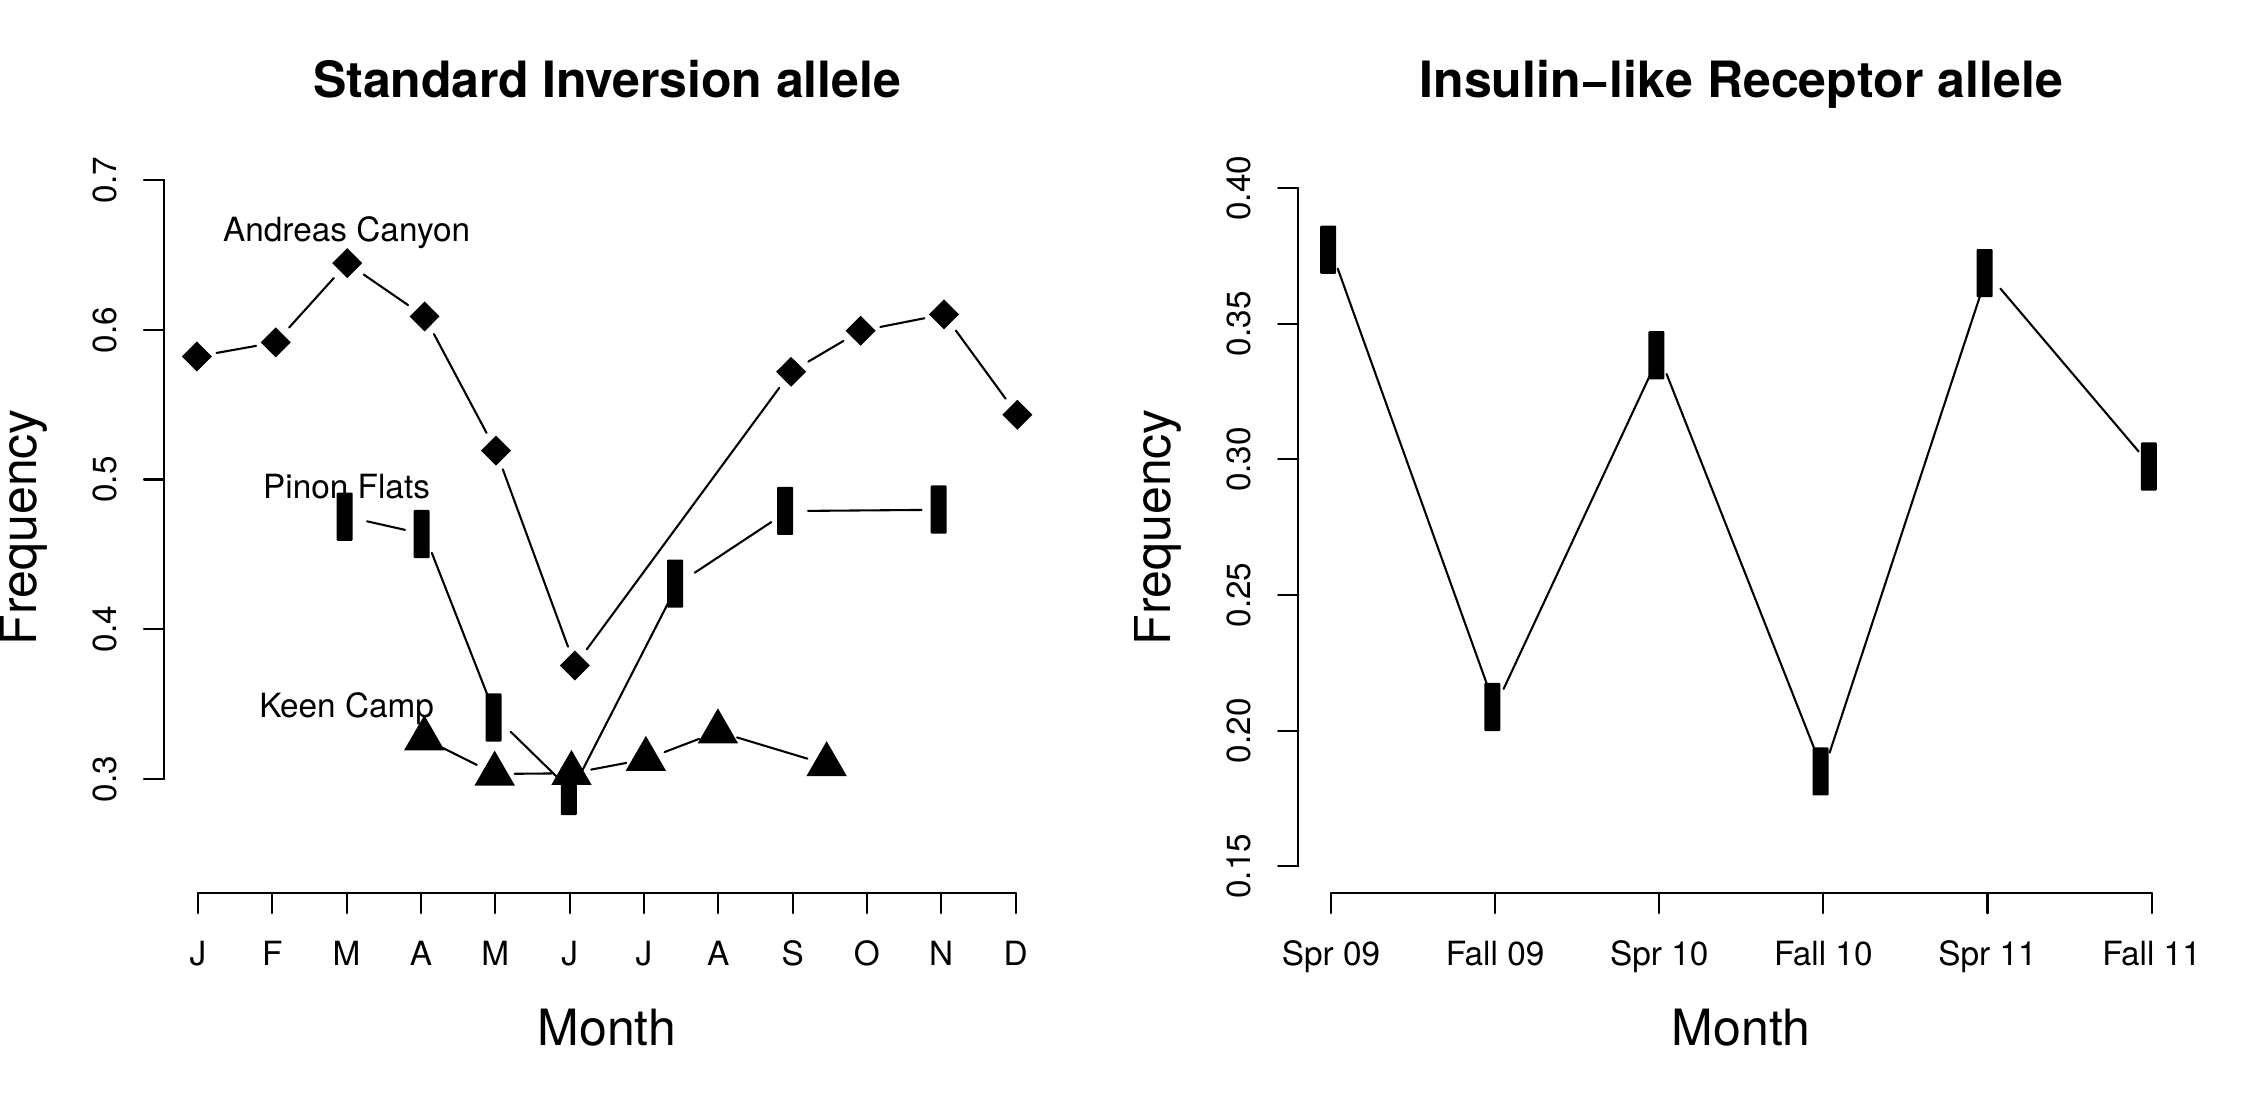 Standard Inversion allele
Frequency
0.7
0.6
0.5
0.4
0.3
Andreas Canyon
Pinon Flats
Keen Camp
J F M A M J J A S O N D
Month
Insulin−like Receptor allele
Frequency
0.40
0.35
0.30
0.25
0.20
0.15
Spr 09 Fall 09 Spr 10 Fall 10 Spr 11 Fall 11
Month